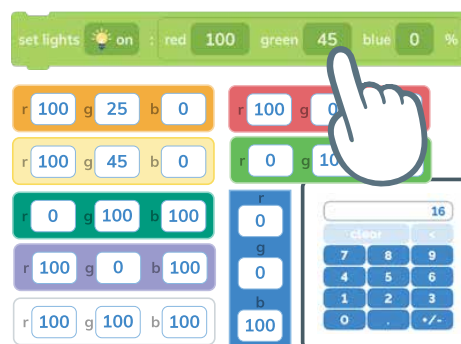 set lights on : red 100 green 45 blue 0 %
r 100 g 25 b 0
r 100 g 0
r 100 g 45 b 0
r 0 g
r 0 g 100 b 100
r
0
g
0
b
100
r 100 g 0 b 100
r 100 g 100 b 100
16
clear <
7 8 9
4 5 6
1 2 3
0 . +/-